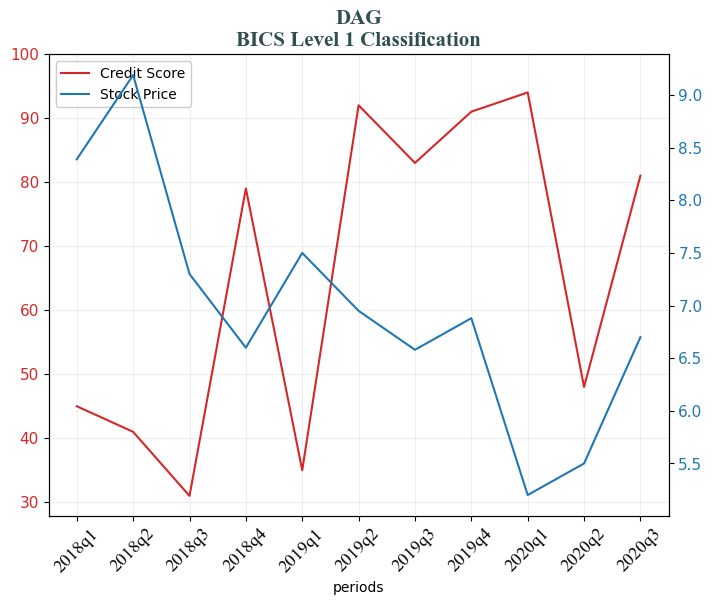 DAG
BICS Level 1 Classification
Credit Score
Stock Price
100
90
80
70
60
50
40
30
9.0
8.5
8.0
7.5
7.0
6.5
6.0
5.5
2018q1
2018q2
2018q3
2018q4
2019q1
2019q2
2019q3
2019q4
2020q1
2020q2
2020q3
periods